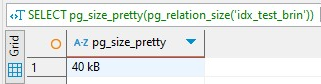 SELECT pg_size_pretty(pg_relation_size('idx_test_brin'))
Grid
A-Z pg_size_pretty
1 40 kB